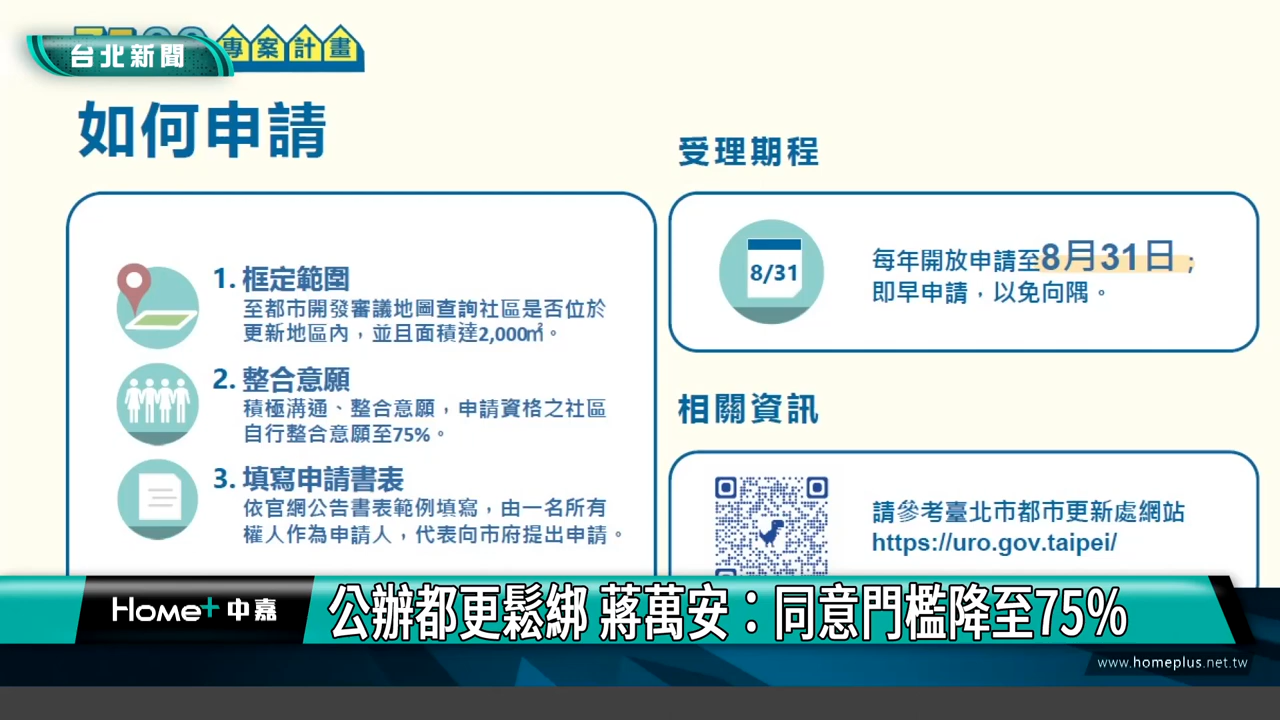 台北新聞
專案計畫
如何申請
1. 框定範圍
至都市開發審議地圖查詢社區是否位於
更新地區內，並且面積達2,000㎡。
2. 整合意願
積極溝通、整合意願，申請資格之社區
自行整合意願至75%。
3. 填寫申請書表
依官網公告書表範例填寫，由一名所有
權人作為申請人，代表向市府提出申請。
受理期程
8/31
每年開放申請至8月31日；
即早申請，以免向隅。
相關資訊
請參考臺北市都市更新處網站
https://uro.gov.taipei/
Home+中嘉
公辦都更鬆綁 蔣萬安：同意門檻降至75%
www.homeplus.net.tw